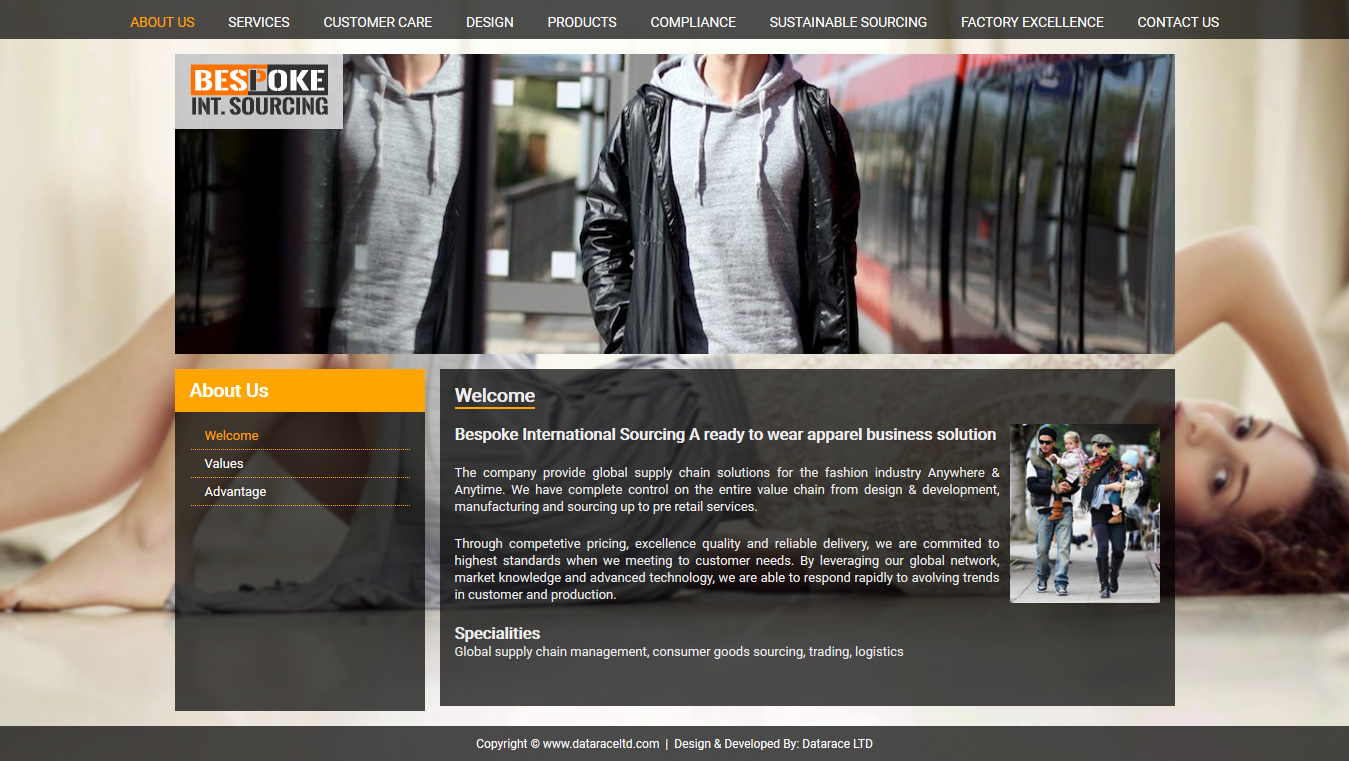 ABOUT US SERVICES CUSTOMER CARE DESIGN PRODUCTS COMPLIANCE SUSTAINABLE SOURCING FACTORY EXCELLENCE CONTACT US
BESPOKE
INT. SOURCING
About Us
Welcome
Values
Advantage
Welcome
Bespoke International Sourcing A ready to wear apparel business solution
The company provide global supply chain solutions for the fashion industry Anywhere &
Anytime. We have complete control on the entire value chain from design & development,
manufacturing and sourcing up to pre retail services.
Through competetive pricing, excellence quality and reliable delivery, we are commited to
highest standards when we meeting to customer needs. By leveraging our global network,
market knowledge and advanced technology, we are able to respond rapidly to avolving trends
in customer and production.
Specialities
Global supply chain management, consumer goods sourcing, trading, logistics
Copyright © www.dataraceltd.com | Design & Developed By: Datarace LTD